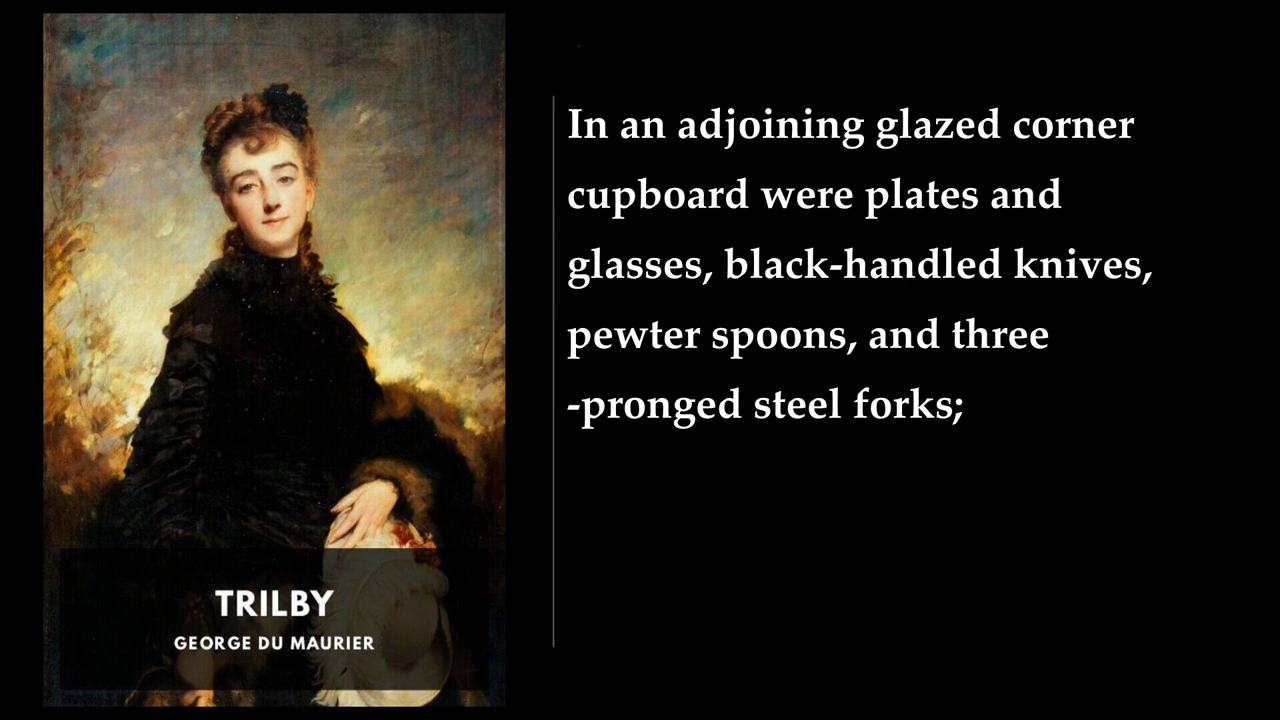 In an adjoining glazed corner
cupboard were plates and
glasses, black-handled knives,
pewter spoons, and three
-pronged steel forks;
TRILBY
GEORGE DU MAURIER